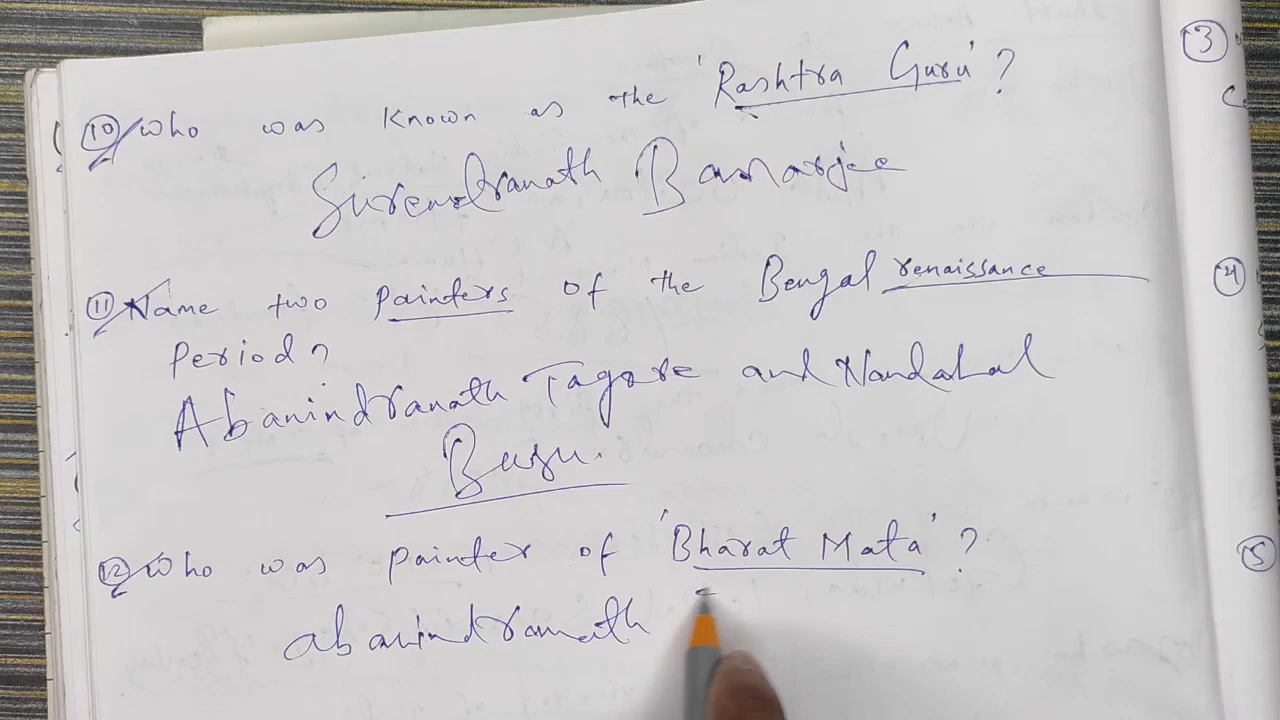 10 Who was known as the 'Rashtra Guru'?
Surendranath Banarjee
11 Name two painters of the Bengal renaissance
Period?
Abanindranath Tagore and Nandalal
Basu.
12 Who was painter of 'Bharat Mata'?
abanindranath
3
4
5